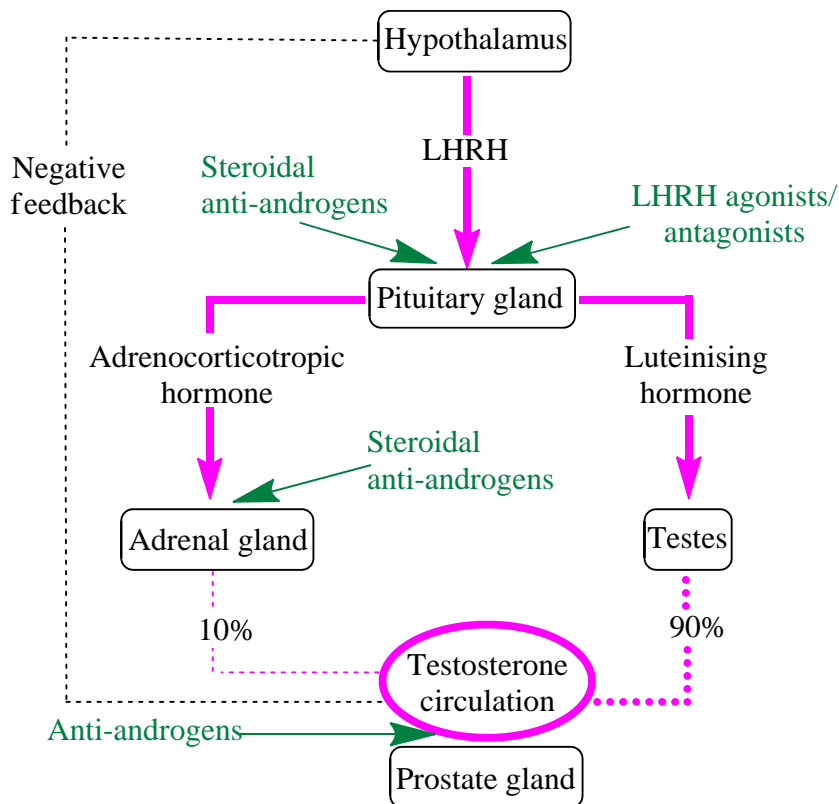 Hypothalamus
LHRH
Negative
feedback
Steroidal
anti-androgens
LHRH agonists/
antagonists
Pituitary gland
Adrenocorticotropic
hormone
Luteinising
hormone
Steroidal
anti-androgens
Adrenal gland
Testes
10%
90%
Testosterone
circulation
Anti-androgens
Prostate gland